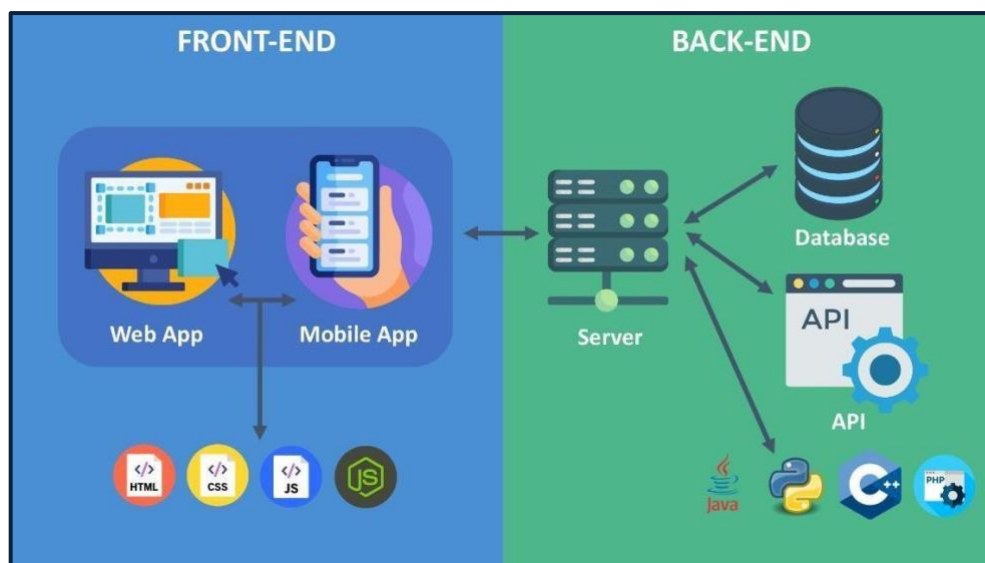 FRONT-END
BACK-END
Web App
Mobile App
Server
Database
API
API
</> HTML
</> CSS
</> JS
JS
Java
C++
PHP